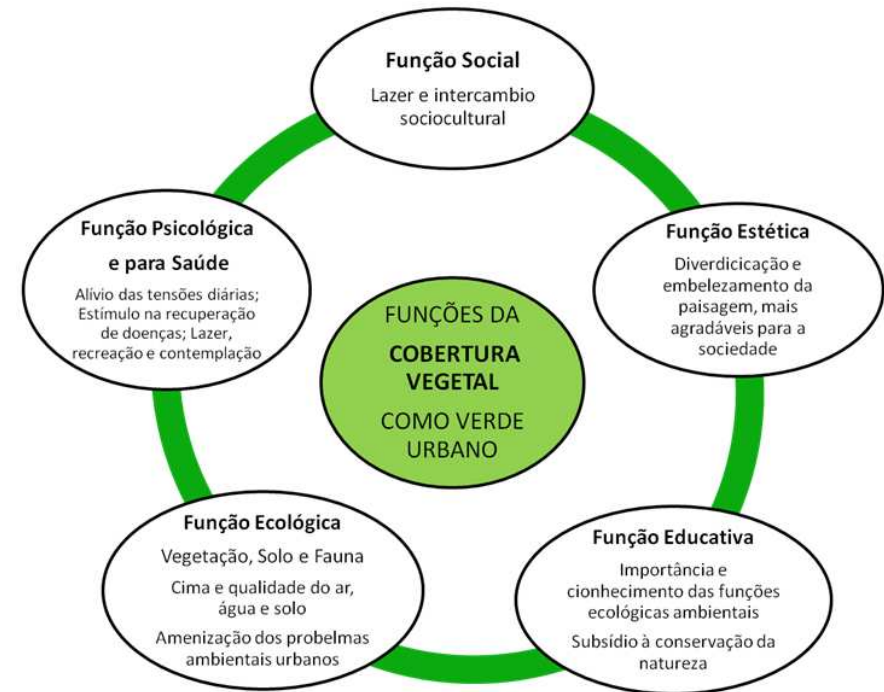 Função Social
Lazer e intercambio
sociocultural
Função Psicológica
e para Saúde
Alívio das tensões diárias;
Estímulo na recuperação
de doenças; Lazer,
recreação e contemplação
Função Estética
Diverdicicação e
embelezamento da
paisagem, mais
agradáveis para a
sociedade
FUNÇÕES DA
COBERTURA
VEGETAL
COMO VERDE
URBANO
Função Ecológica
Vegetação, Solo e Fauna
Cima e qualidade do ar,
água e solo
Amenização dos probelmas
ambientais urbanos
Função Educativa
Importância e
cionhecimento das funções
ecológicas ambientais
Subsídio à conservação da
natureza